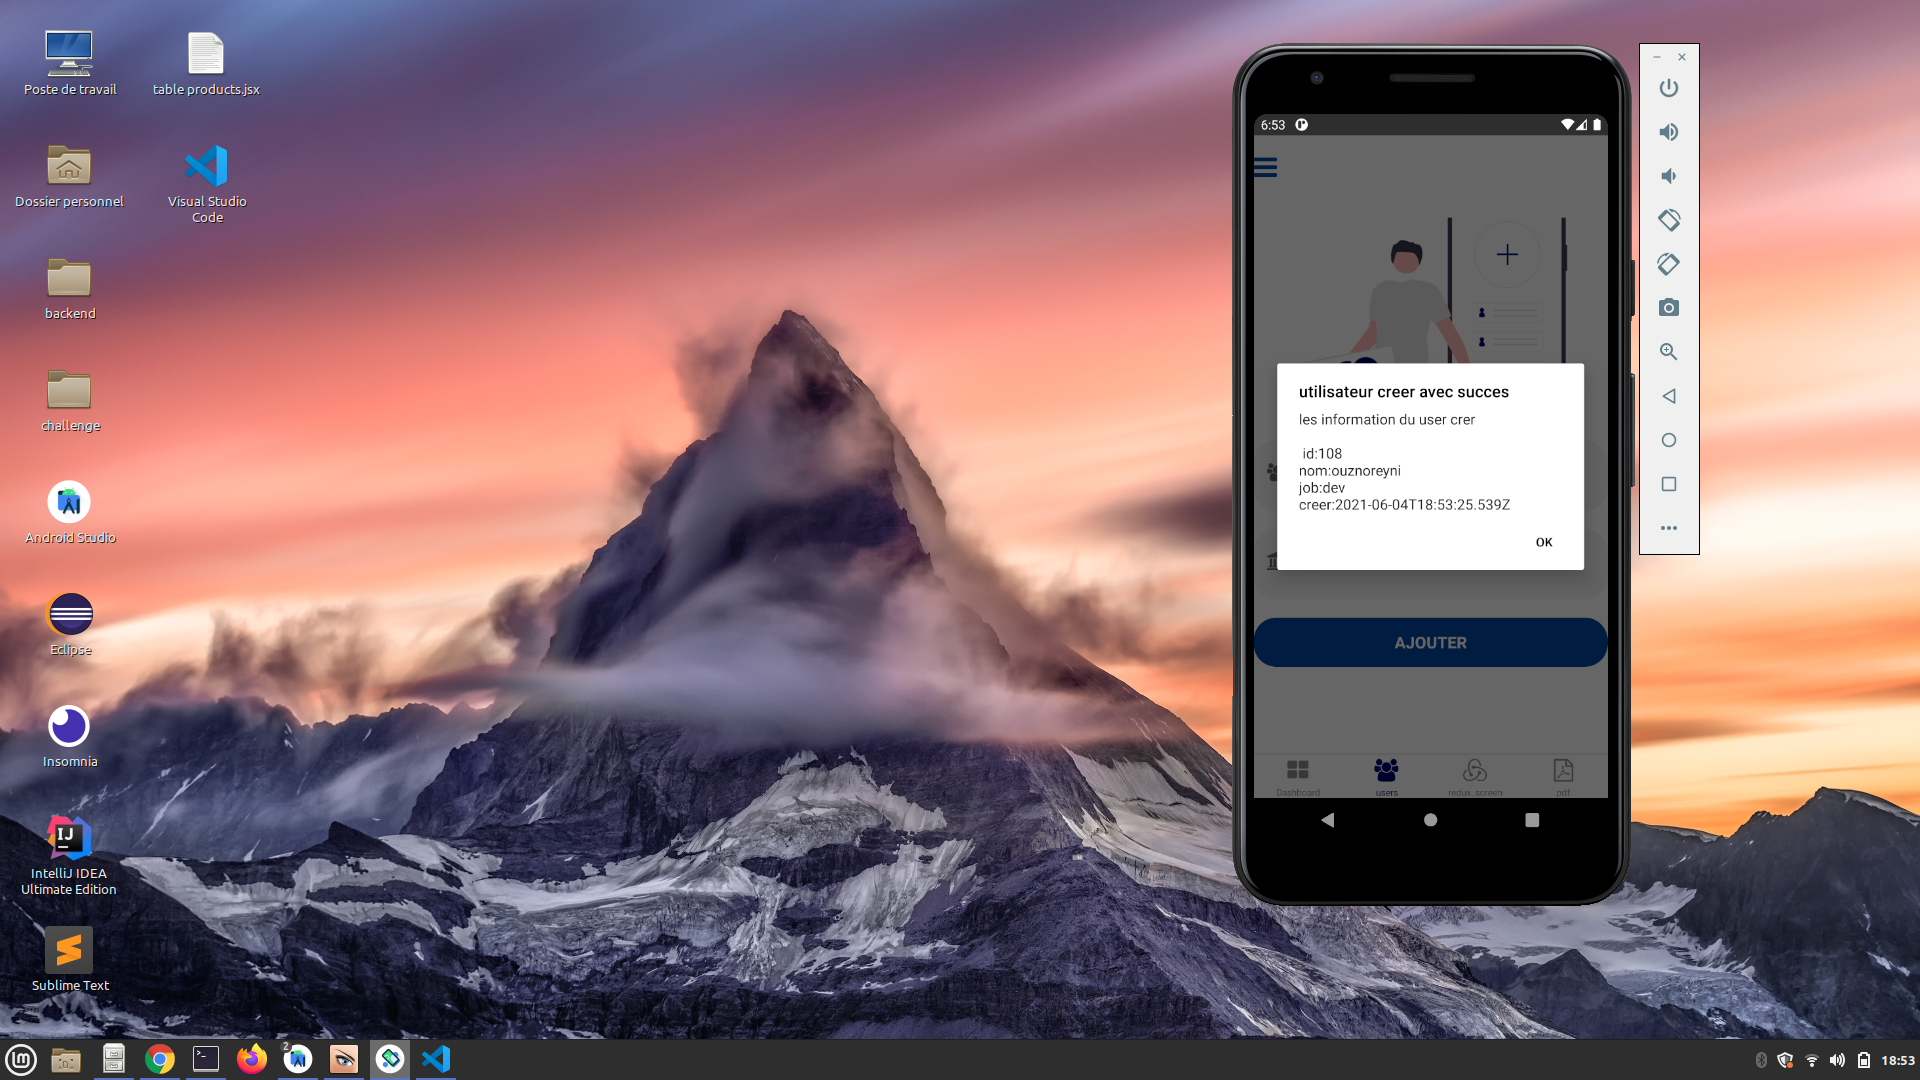 Poste de travail
table products.jsx
Dossier personnel
Visual Studio
Code
backend
challenge
Android Studio
Eclipse
Insomnia
IJ
IntelliJ IDEA
Ultimate Edition
Sublime Text
6:53
utilisateur creer avec succes
les information du user crer
id:108
nom:ouznoreyni
job:dev
creer:2021-06-04T18:53:25.539Z
OK
AJOUTER
Dashboard
users
redux_screen
pdf
2
18:53